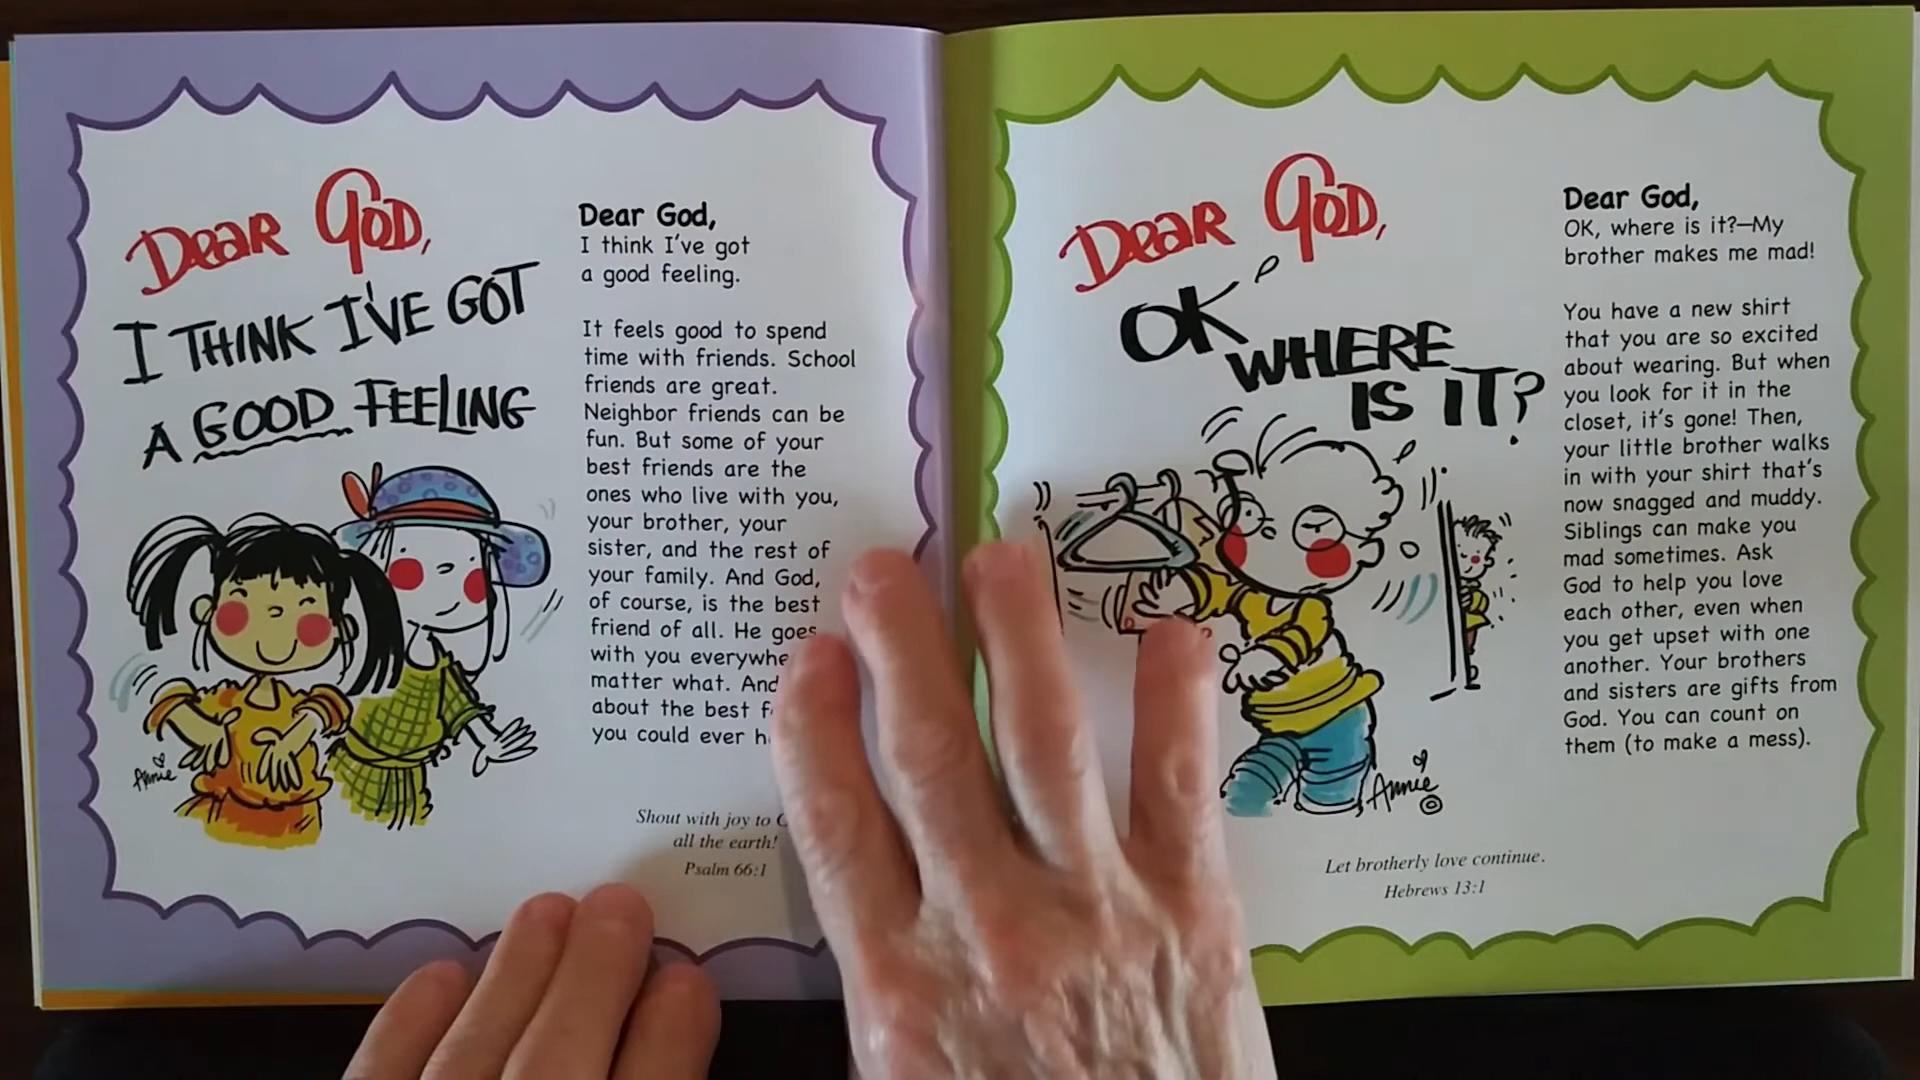 DEAR GOD,
I THINK I'VE GOT
A GOOD FEELING
Annie
Dear God,
I think I've got
a good feeling.
It feels good to spend
time with friends. School
friends are great.
Neighbor friends can be
fun. But some of your
best friends are the
ones who live with you,
your brother, your
sister, and the rest of
your family. And God,
of course, is the best
friend of all. He goes
with you
matter what. And
about the best
you could ever
Shout with joy to
all the earth!
Psalm 66:1
DEAR GOD,
OK WHERE
IS IT?
Annie ©
Dear God,
OK, where is it?—My
brother makes me mad!
You have a new shirt
that you are so excited
about wearing. But when
you look for it in the
closet, it's gone! Then,
your little brother walks
in with your shirt that's
now snagged and muddy.
Siblings can make you
mad sometimes. Ask
God to help you love
each other, even when
you get upset with one
another. Your brothers
and sisters are gifts from
God. You can count on
them (to make a mess).
Let brotherly love continue.
Hebrews 13:1